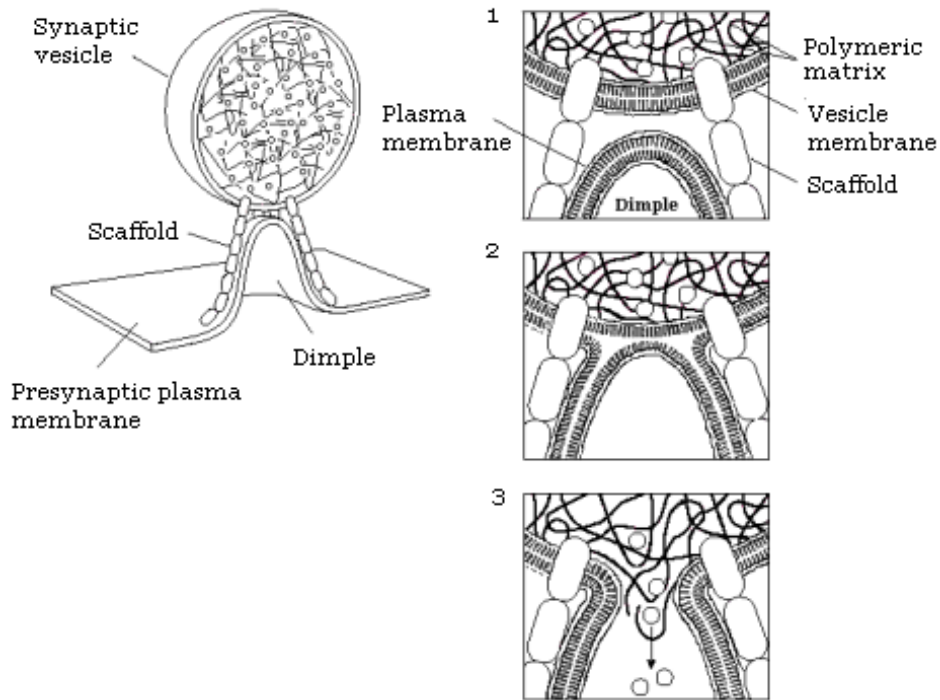 Synaptic
vesicle
Scaffold
Dimple
Presynaptic plasma
membrane
1
Polymeric
matrix
Plasma
membrane
Vesicle
membrane
Scaffold
Dimple
2
3